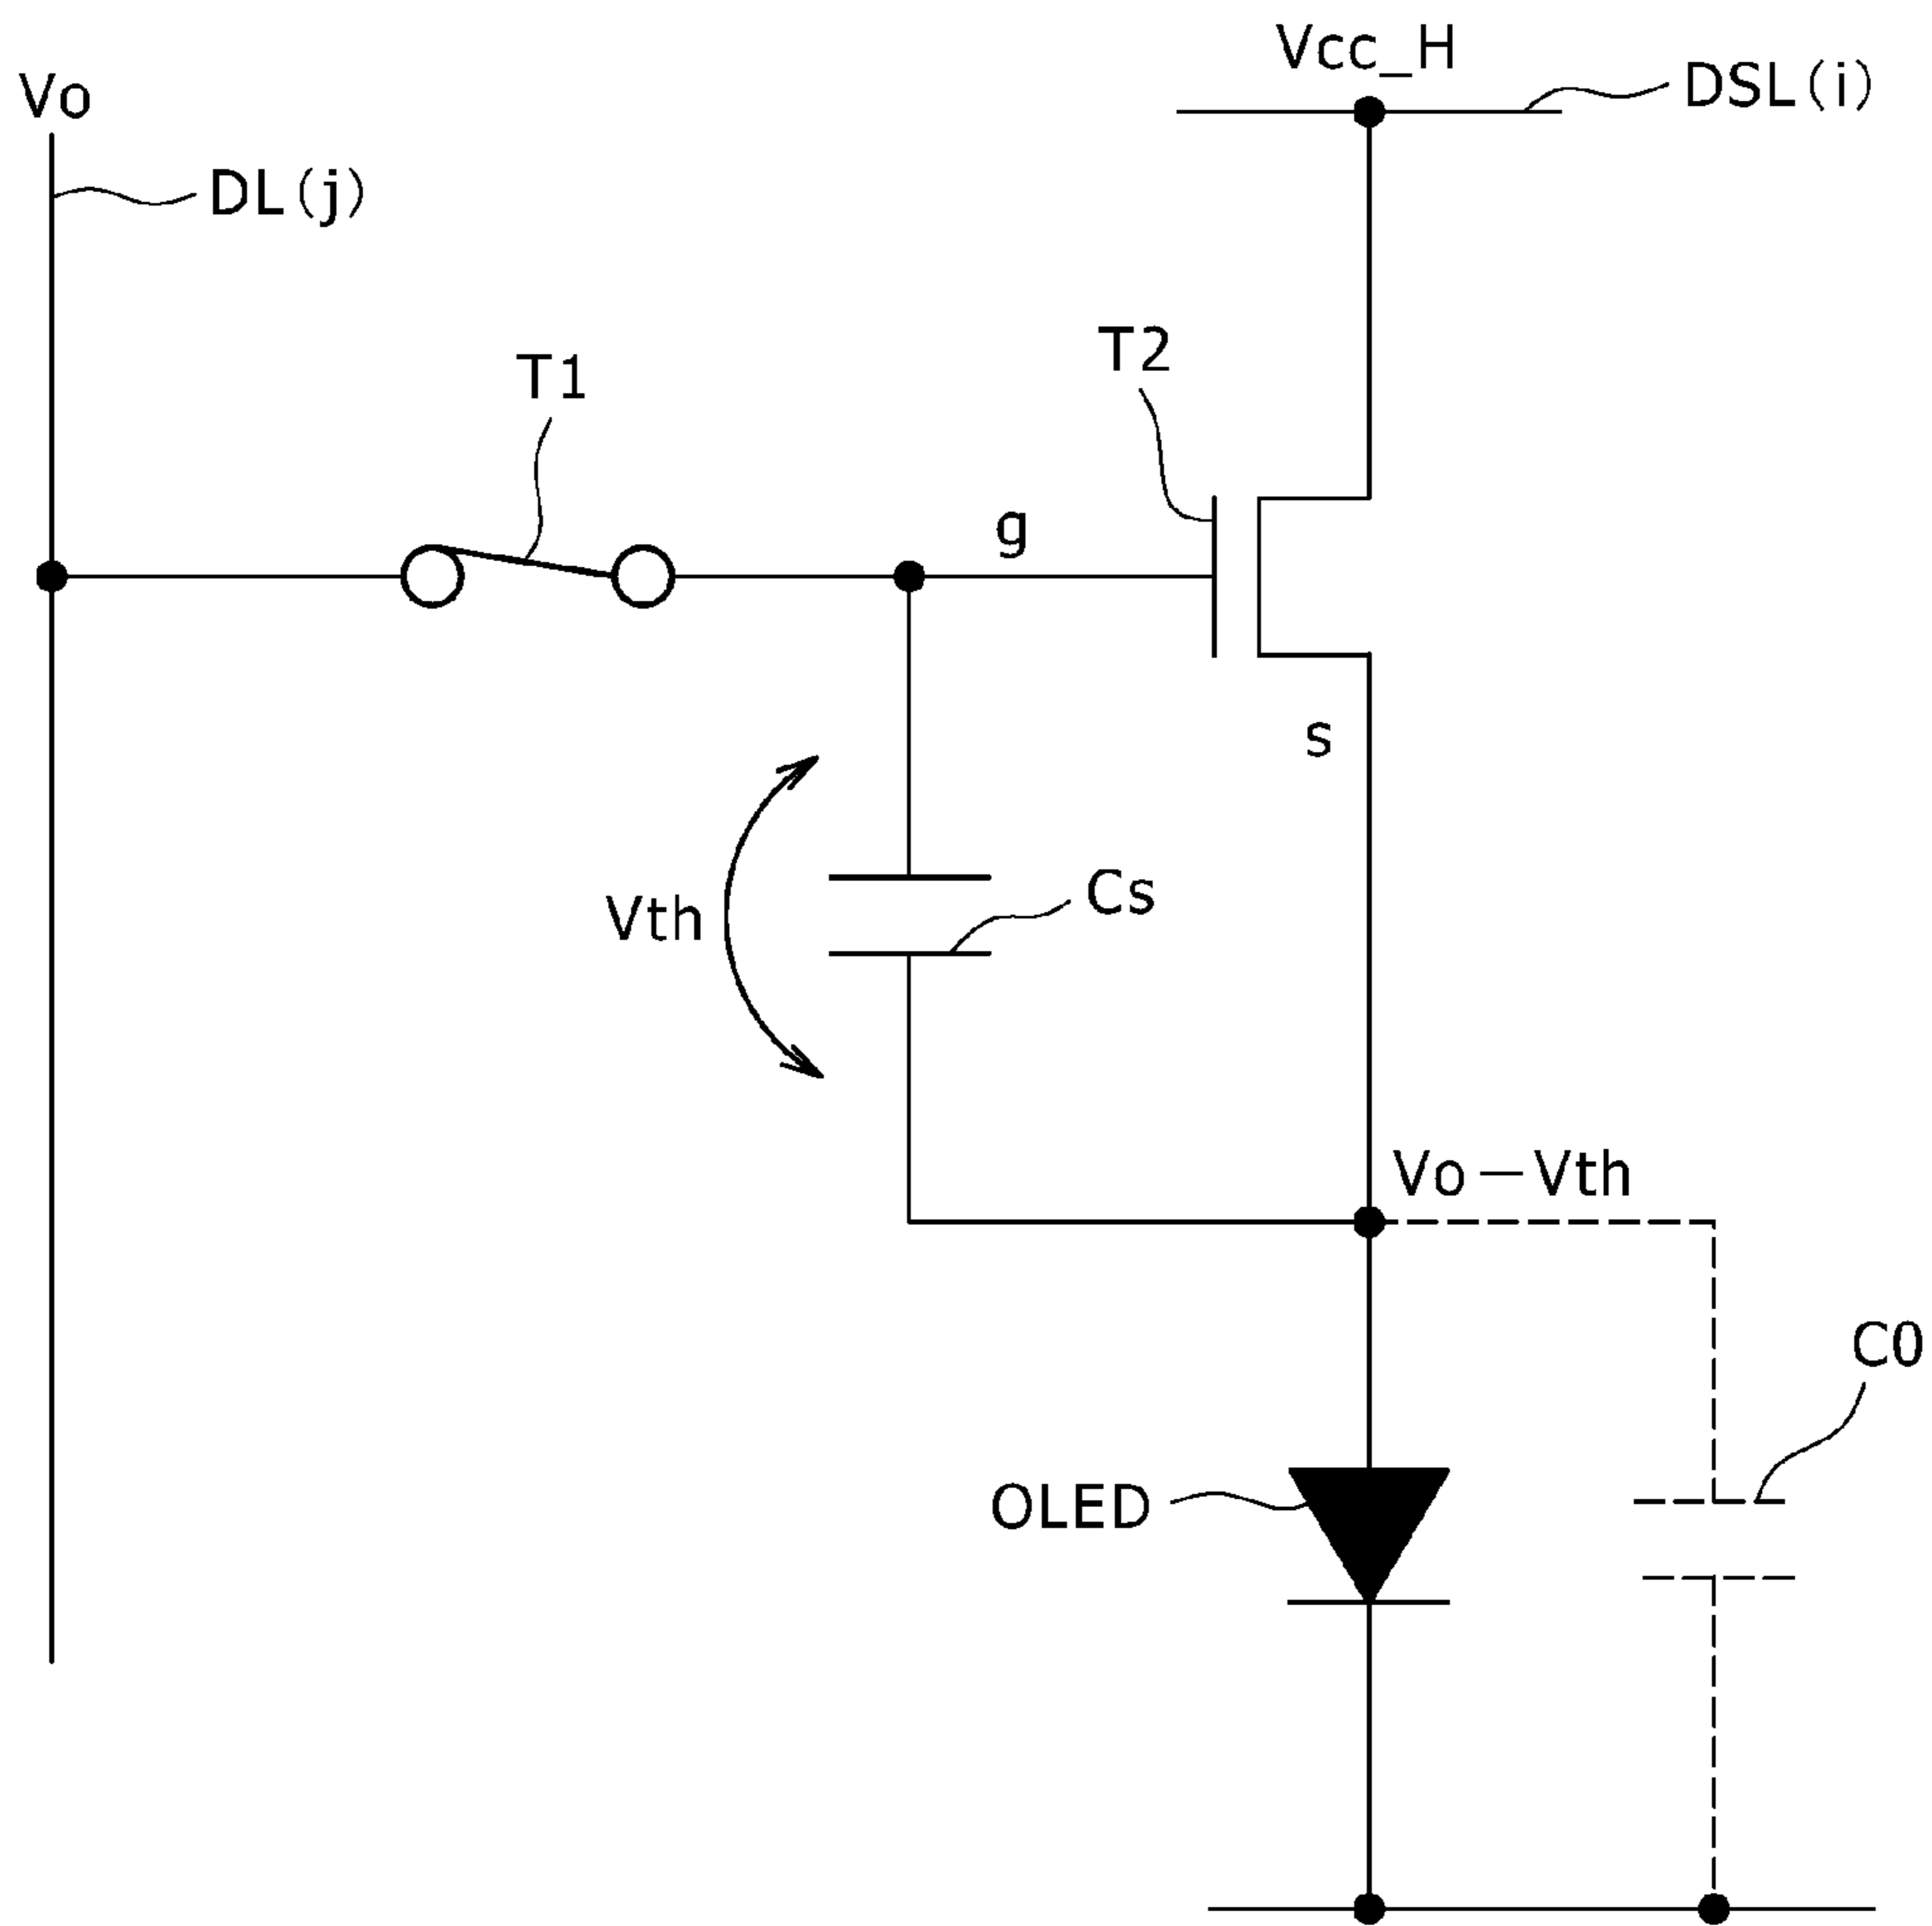 Vcc_H
DSL(i)
Vo
DL(j)
T2
T1
g
s
Cs
Vth
Vo—Vth
C0
OLED